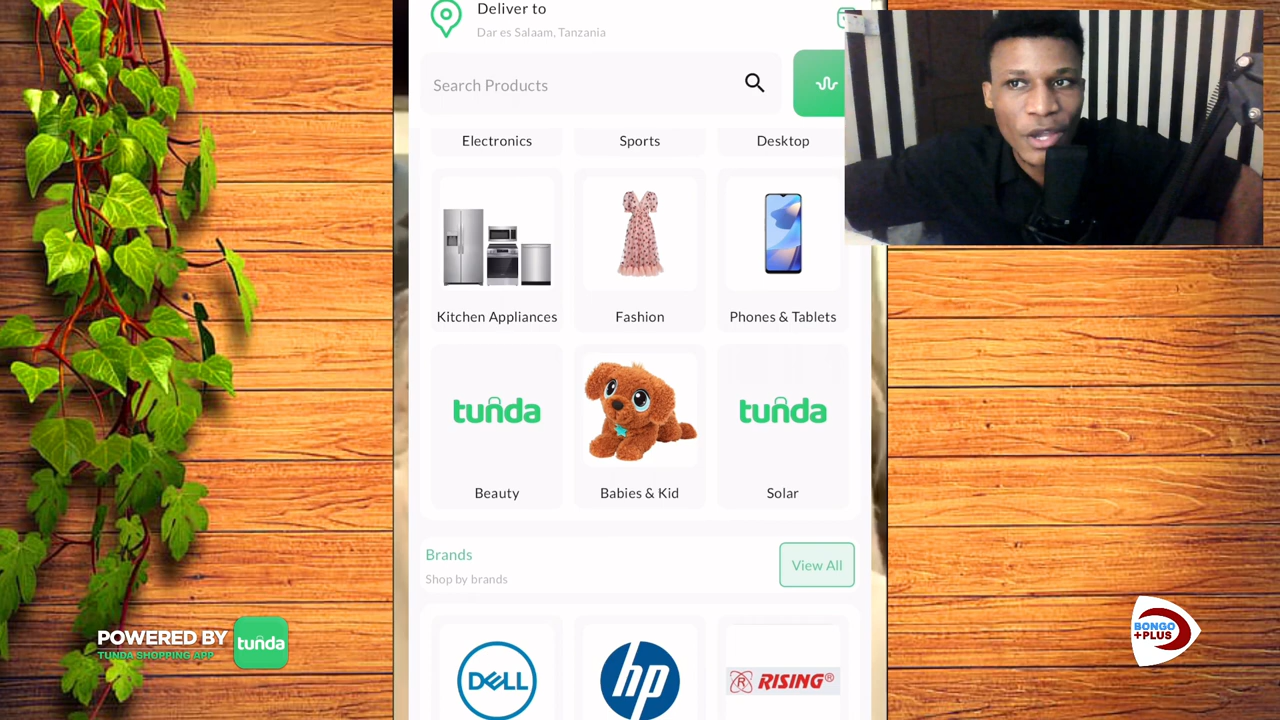 Deliver to
Dar es Salaam, Tanzania
Search Products
Electronics
Sports
Desktop
Kitchen Appliances
Fashion
Phones & Tablets
tunda
tunda
Beauty
Babies & Kid
Solar
Brands
Shop by brands
View All
DELL
hp
R RISING®
POWERED BY
TUNDA SHOPPING APP
tunda
BONGO
+PLUS